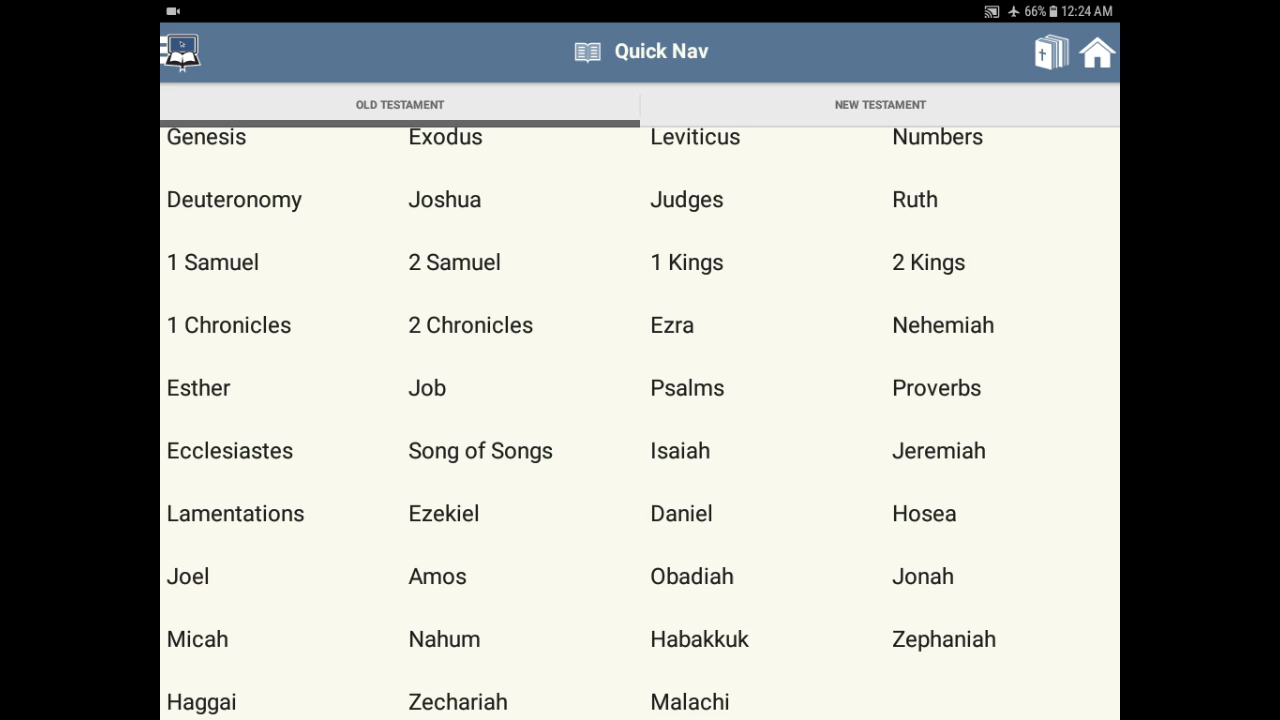 66% 12:24 AM
Quick Nav
OLD TESTAMENT NEW TESTAMENT
Genesis Exodus Leviticus Numbers
Deuteronomy Joshua Judges Ruth
1 Samuel 2 Samuel 1 Kings 2 Kings
1 Chronicles 2 Chronicles Ezra Nehemiah
Esther Job Psalms Proverbs
Ecclesiastes Song of Songs Isaiah Jeremiah
Lamentations Ezekiel Daniel Hosea
Joel Amos Obadiah Jonah
Micah Nahum Habakkuk Zephaniah
Haggai Zechariah Malachi